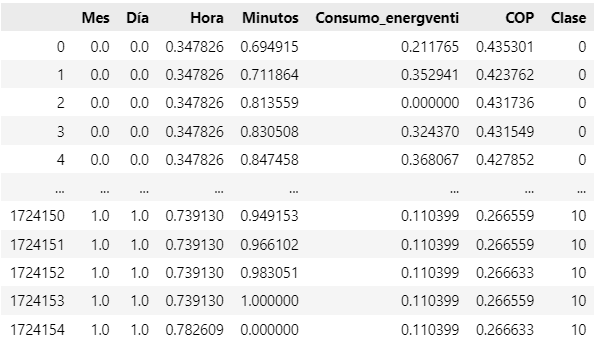 Mes Día Hora Minutos Consumo_energventi COP Clase
0 0.0 0.0 0.347826 0.694915 0.211765 0.435301 0
1 0.0 0.0 0.347826 0.711864 0.352941 0.423762 0
2 0.0 0.0 0.347826 0.813559 0.000000 0.431736 0
3 0.0 0.0 0.347826 0.830508 0.324370 0.431549 0
4 0.0 0.0 0.347826 0.847458 0.368067 0.427852 0
... ... ... ... ... ... ... ...
1724150 1.0 1.0 0.739130 0.949153 0.110399 0.266559 10
1724151 1.0 1.0 0.739130 0.966102 0.110399 0.266559 10
1724152 1.0 1.0 0.739130 0.983051 0.110399 0.266633 10
1724153 1.0 1.0 0.739130 1.000000 0.110399 0.266559 10
1724154 1.0 1.0 0.782609 0.000000 0.110399 0.266633 10